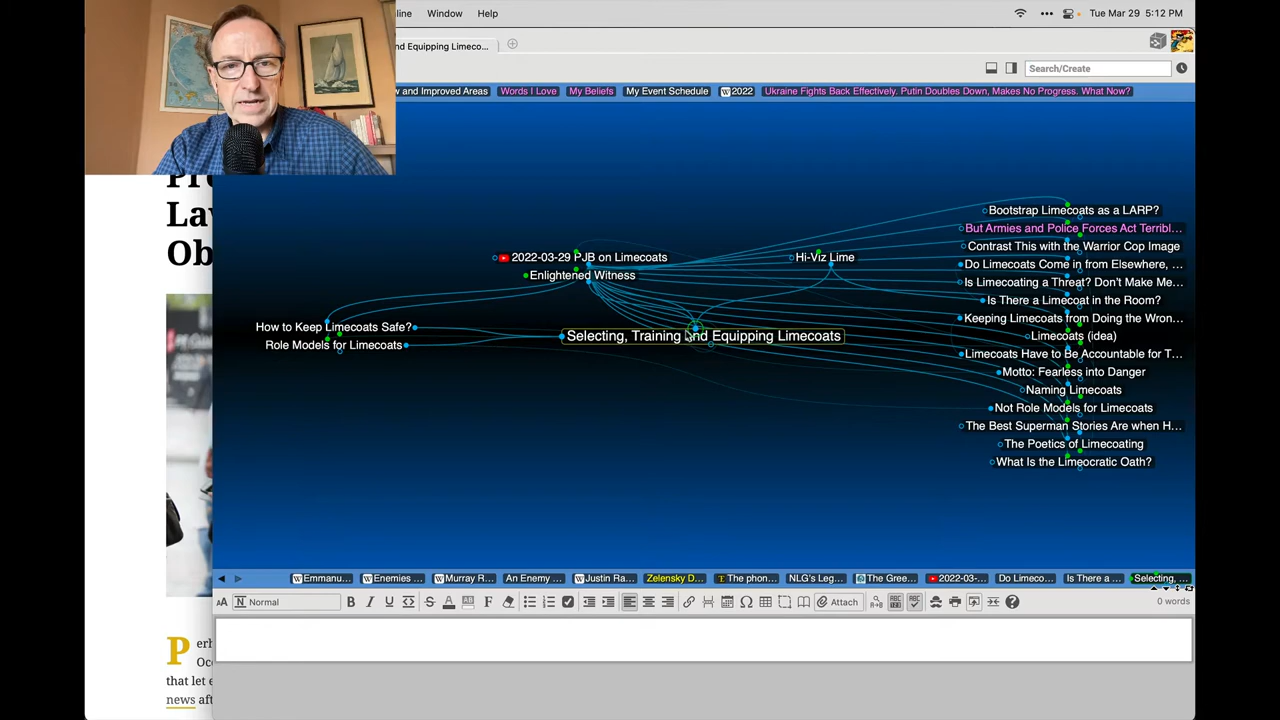 line Window Help
Tue Mar 29 5:12 PM
nd Equipping Limeco...
Search/Create
w and Improved Areas Words I Love My Beliefs My Event Schedule 2022 Ukraine Fights Back Effectively. Putin Doubles Down, Makes No Progress. What Now?
Pr
La
Ob
Bootstrap Limecoats as a LARP?
But Armies and Police Forces Act Terribl...
Contrast This with the Warrior Cop Image
2022-03-29 PJB on Limecoats
Hi-Viz Lime
Do Limecoats Come in from Elsewhere, ...
Enlightened Witness
Is Limecoating a Threat? Don't Make Me...
Is There a Limecoat in the Room?
Keeping Limecoats from Doing the Wron...
How to Keep Limecoats Safe?
Selecting, Training and Equipping Limecoats
Limecoats (idea)
Role Models for Limecoats
Limecoats Have to Be Accountable for T...
Motto: Fearless into Danger
Naming Limecoats
Not Role Models for Limecoats
The Best Superman Stories Are when H...
The Poetics of Limecoating
What Is the Limeocratic Oath?
W Emmanu... W Enemies ... W Murray R... An Enemy ... W Justin Ra... Zelensky D... T The phon... NLG's Leg... The Gree... 2022-03-... Do Limeco... Is There a ... Selecting, ...
Normal B I U S A F Attach 0 words
Perh
Oc
that let e
news aft